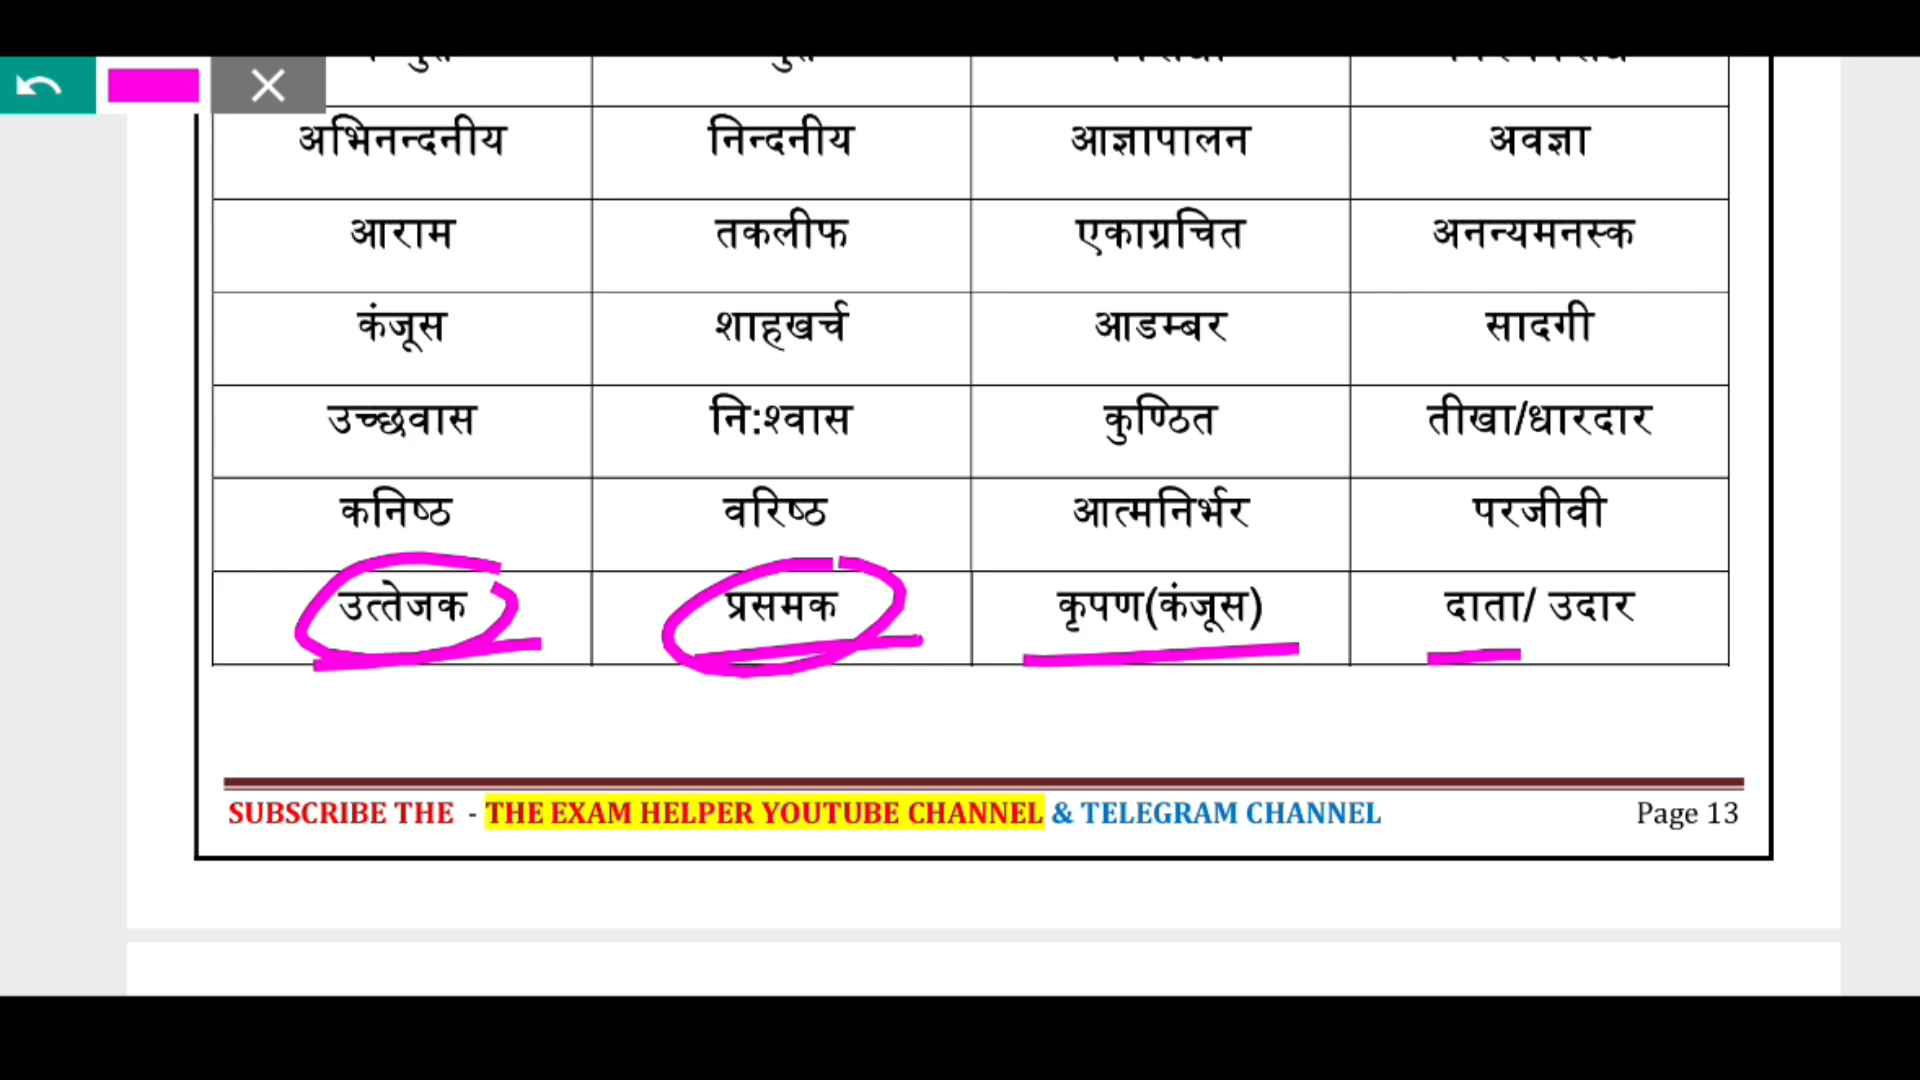 अभिनन्दनीय निन्दनीय आज्ञापालन अवज्ञा
आराम तकलीफ एकाग्रचित अनन्यमनस्क
कंजूस शाहखर्च आडम्बर सादगी
उच्छवास नि:श्वास कुण्ठित तीखा/धारदार
कनिष्ठ वरिष्ठ आत्मनिर्भर परजीवी
उत्तेजक प्रसमक कृपण(कंजूस) दाता/ उदार
SUBSCRIBE THE - THE EXAM HELPER YOUTUBE CHANNEL & TELEGRAM CHANNEL Page 13